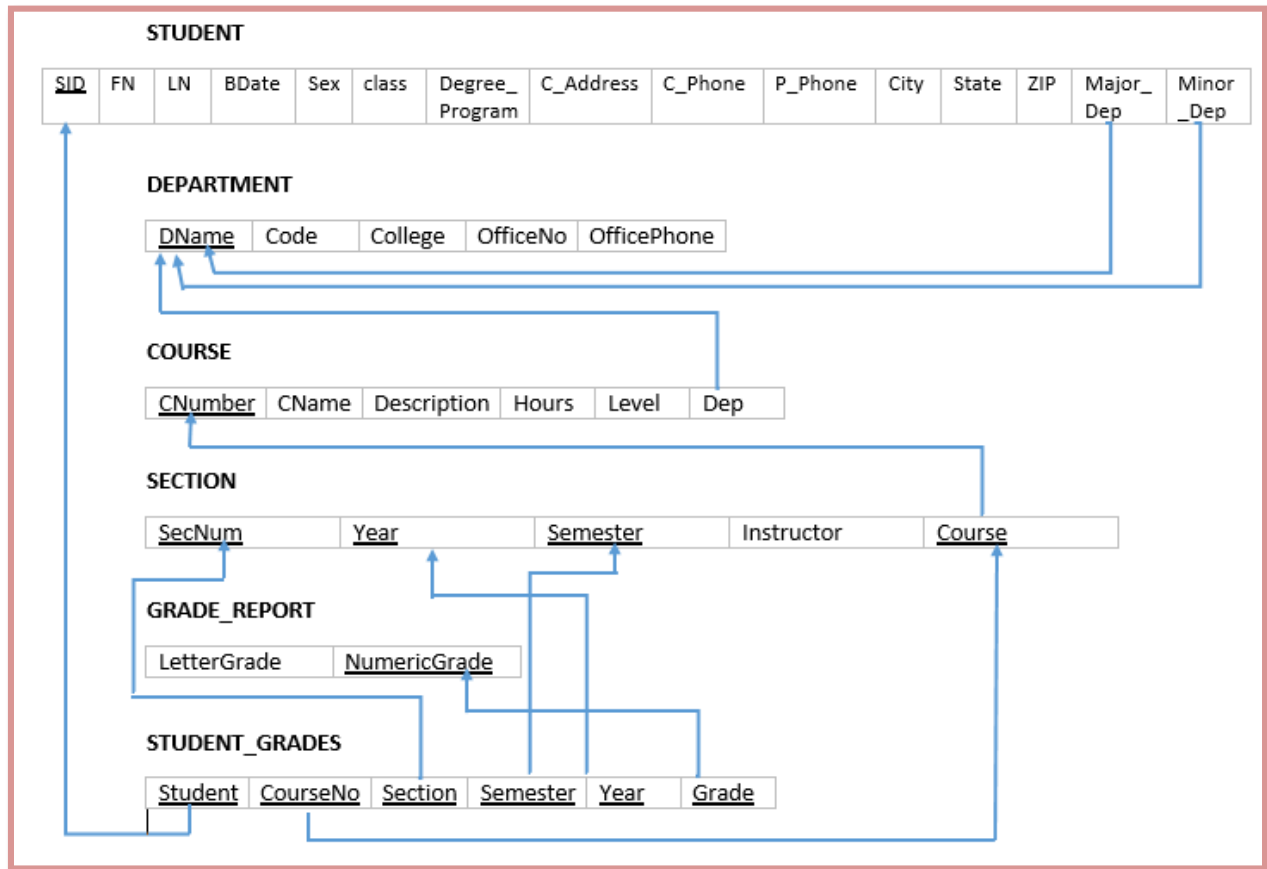 STUDENT
SID FN LN BDate Sex class Degree_ C_Address C_Phone P_Phone City State ZIP Major_ Minor
Program Dep _Dep
DEPARTMENT
DName Code College OfficeNo OfficePhone
COURSE
CNumber CName Description Hours Level Dep
SECTION
SecNum Year Semester Instructor Course
GRADE_REPORT
LetterGrade NumericGrade
STUDENT_GRADES
Student CourseNo Section Semester Year Grade